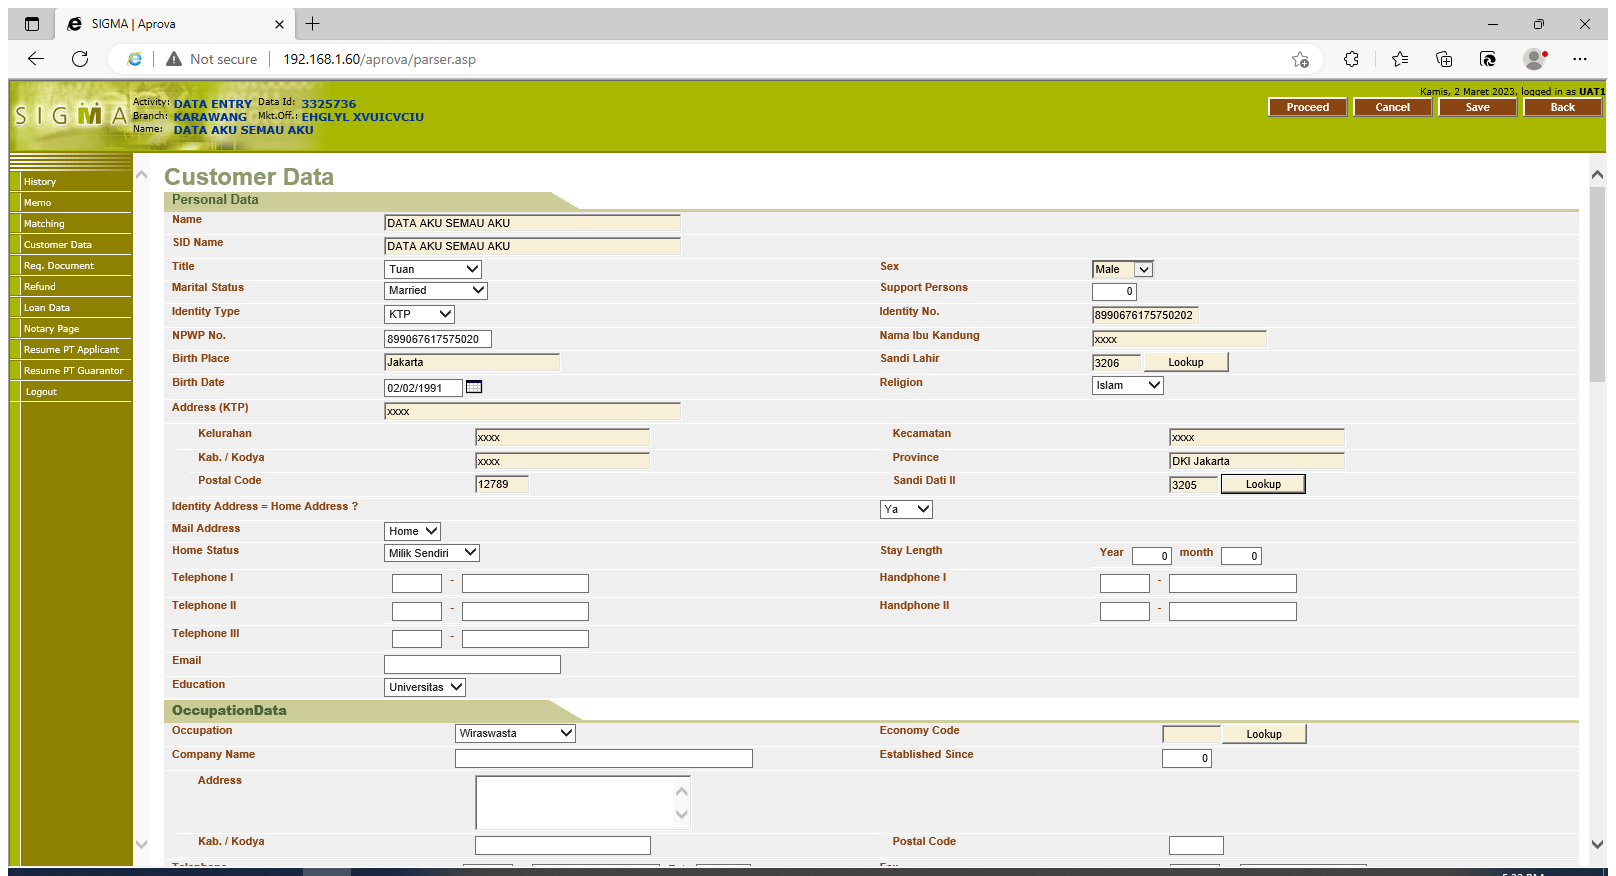 SIGMA | Aprova
Not secure 192.168.1.60/aprova/parser.asp
Kamis, 2 Maret 2023, logged in as UAT1
SIGMA
Activity: DATA ENTRY Data Id: 3325736
Branch: KARAWANG Mkt.Off.: EHGLYL XVUICVCIU
Name: DATA AKU SEMAU AKU
Proceed Cancel Save Back
History
Memo
Matching
Customer Data
Req. Document
Refund
Loan Data
Notary Page
Resume PT Applicant
Resume PT Guarantor
Logout
Customer Data
Personal Data
Name DATA AKU SEMAU AKU
SID Name DATA AKU SEMAU AKU
Title Tuan Sex Male
Marital Status Married Support Persons 0
Identity Type KTP Identity No. 8990676175750202
NPWP No. 899067617575020 Nama Ibu Kandung xxxx
Birth Place Jakarta Sandi Lahir 3206 Lookup
Birth Date 02/02/1991 Religion Islam
Address (KTP) xxxx
Kelurahan xxxx Kecamatan xxxx
Kab. / Kodya xxxx Province DKI Jakarta
Postal Code 12789 Sandi Dati II 3205 Lookup
Identity Address = Home Address ? Ya
Mail Address Home
Home Status Milik Sendiri Stay Length Year 0 month 0
Telephone I - Handphone I -
Telephone II - Handphone II -
Telephone III -
Email
Education Universitas
OccupationData
Occupation Wiraswasta Economy Code Lookup
Company Name Established Since 0
Address
Kab. / Kodya Postal Code